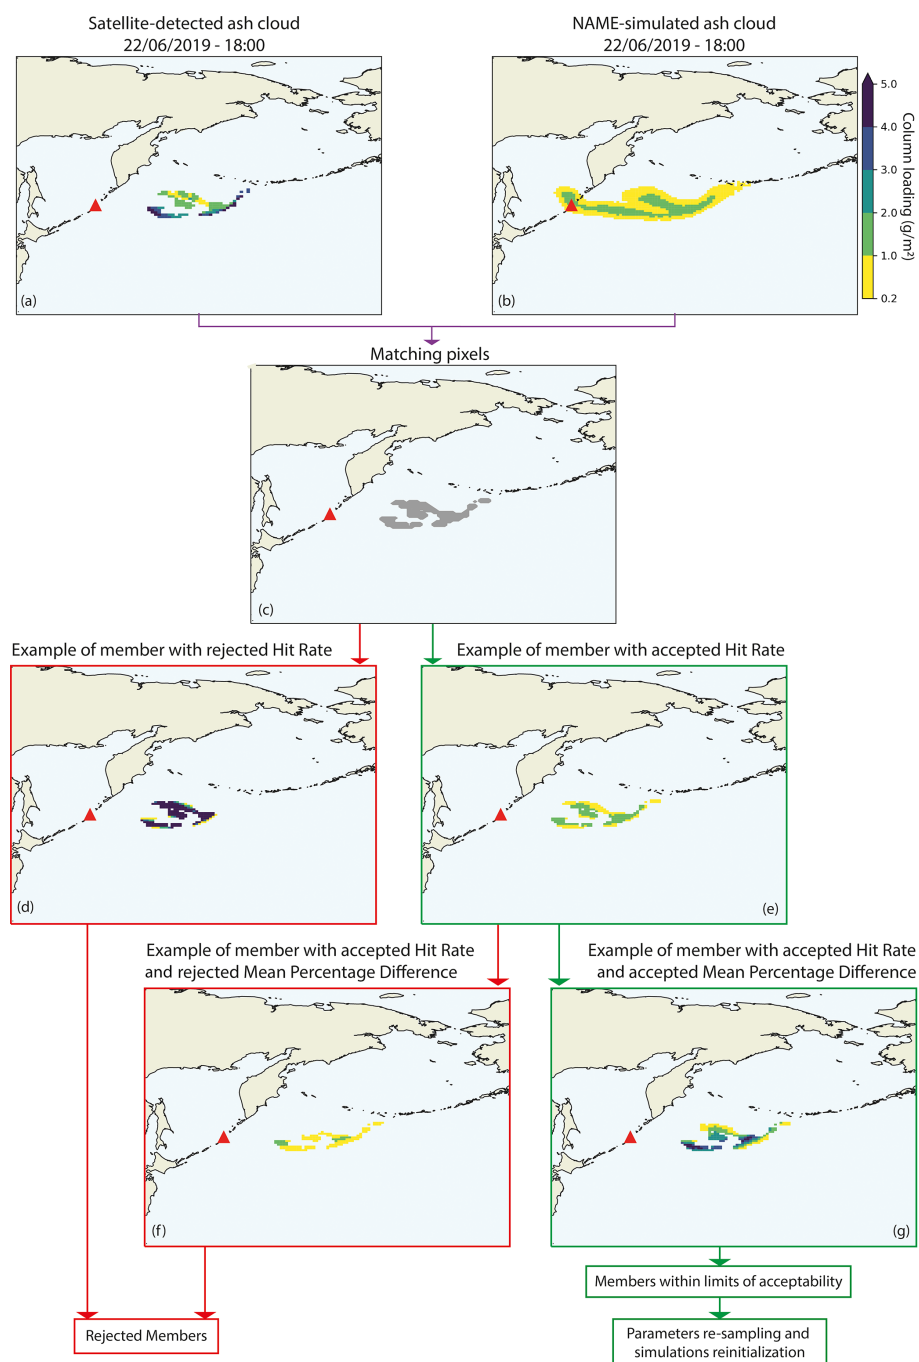 Satellite-detected ash cloud
22/06/2019 - 18:00
NAME-simulated ash cloud
22/06/2019 - 18:00
(a)
(b)
5.0
4.0
3.0
2.0
1.0
0.2
Column loading (g/m²)
Matching pixels
(c)
Example of member with rejected Hit Rate
Example of member with accepted Hit Rate
(d)
(e)
Example of member with accepted Hit Rate
and rejected Mean Percentage Difference
Example of member with accepted Hit Rate
and accepted Mean Percentage Difference
(f)
(g)
Members within limits of acceptability
Rejected Members
Parameters re-sampling and
simulations reinitialization